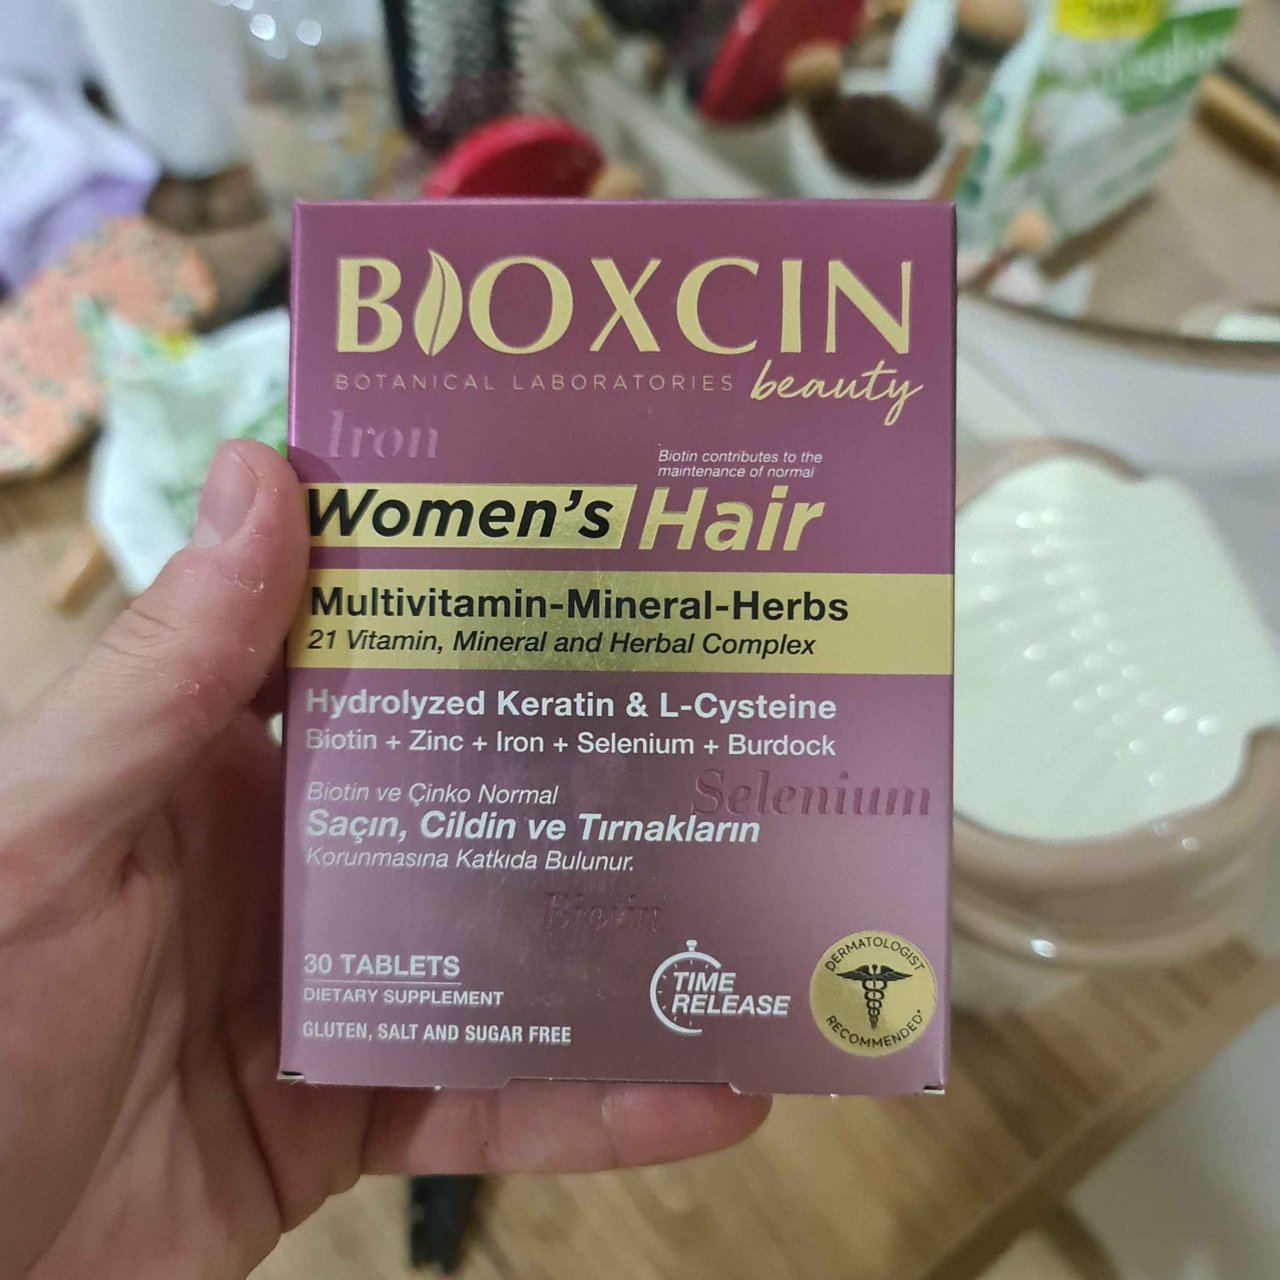 BIOXCIN
BOTANICAL LABORATORIES beauty
Iron
Biotin contributes to the
maintenance of normal
Women's Hair
Multivitamin-Mineral-Herbs
21 Vitamin, Mineral and Herbal Complex
Hydrolyzed Keratin & L-Cysteine
Biotin + Zinc + Iron + Selenium + Burdock
Selenium
Biotin ve Çinko Normal
Saçın, Cildin ve Tırnakların
Korunmasına Katkıda Bulunur.
Biotin
30 TABLETS
DIETARY SUPPLEMENT
GLUTEN, SALT AND SUGAR FREE
TIME
RELEASE
DERMATOLOGIST
RECOMMENDED*